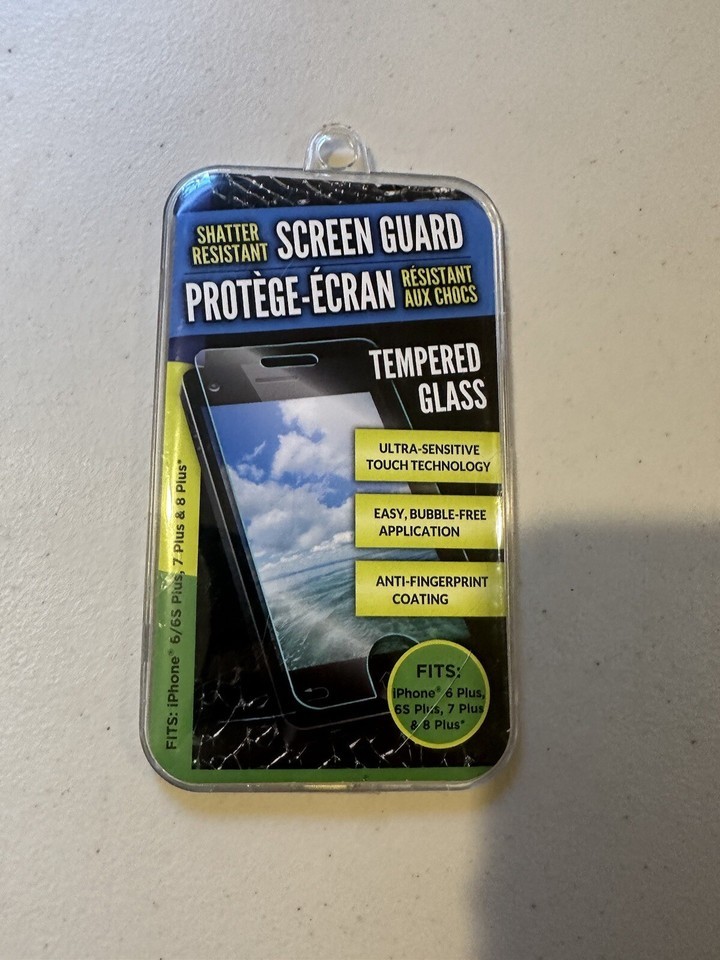 SHATTER RESISTANT SCREEN GUARD
PROTÈGE-ÉCRAN RÉSISTANT AUX CHOCS
TEMPERED
GLASS
ULTRA-SENSITIVE
TOUCH TECHNOLOGY
EASY, BUBBLE-FREE
APPLICATION
ANTI-FINGERPRINT
COATING
FITS:
iPhone® 6 Plus,
6S Plus, 7 Plus
& 8 Plus*
FITS: iPhone® 6/6S Plus, 7 Plus & 8 Plus*